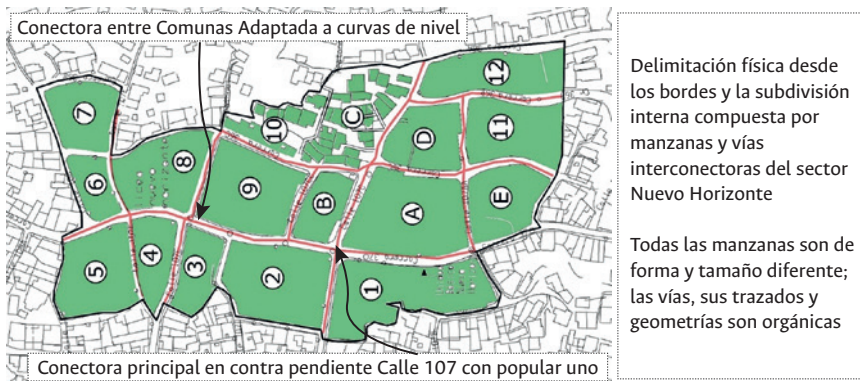 Conectora entre Comunas Adaptada a curvas de nivel
7
6
5
8
4
3
10
9
2
C
B
1
12
D
11
A
E
Conectora principal en contra pendiente Calle 107 con popular uno
Delimitación física desde
los bordes y la subdivisión
interna compuesta por
manzanas y vías
interconectoras del sector
Nuevo Horizonte
Todas las manzanas son de
forma y tamaño diferente;
las vías, sus trazados y
geometrías son orgánicas